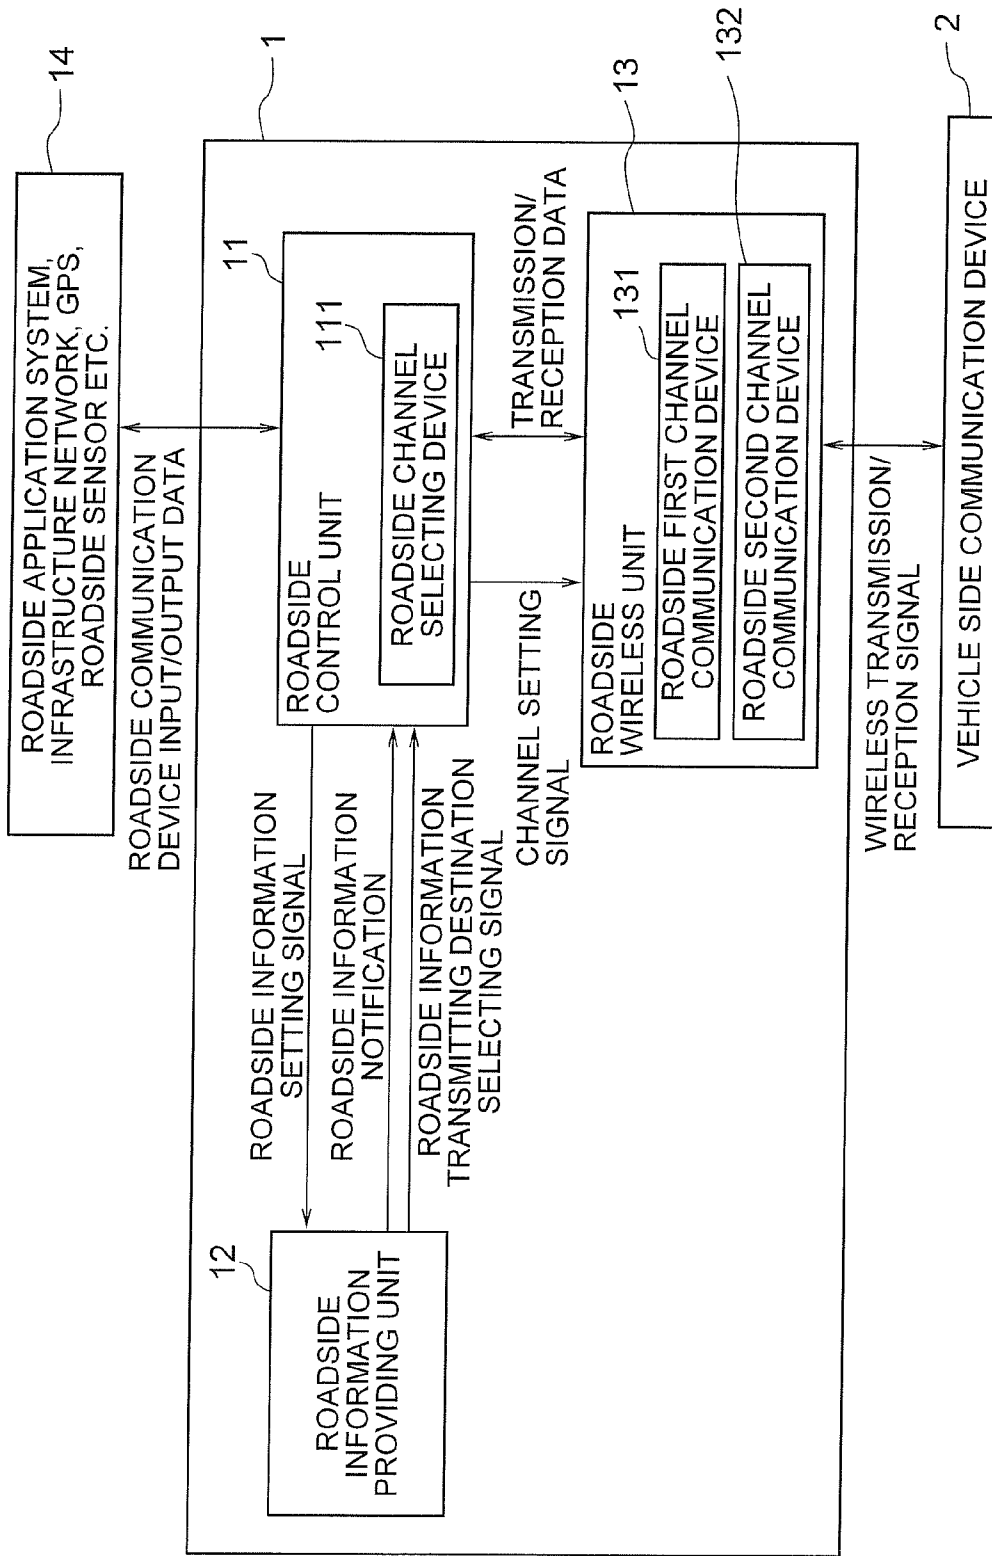 14
ROADSIDE APPLICATION SYSTEM,
INFRASTRUCTURE NETWORK, GPS,
ROADSIDE SENSOR ETC.
ROADSIDE COMMUNICATION
DEVICE INPUT/OUTPUT DATA
1
11
ROADSIDE
CONTROL UNIT
111
ROADSIDE CHANNEL
SELECTING DEVICE
12
ROADSIDE
INFORMATION
PROVIDING UNIT
ROADSIDE INFORMATION
SETTING SIGNAL
ROADSIDE INFORMATION
NOTIFICATION
ROADSIDE INFORMATION
TRANSMITTING DESTINATION
SELECTING SIGNAL
CHANNEL SETTING
SIGNAL
TRANSMISSION/
RECEPTION DATA
13
ROADSIDE
WIRELESS UNIT
131
ROADSIDE FIRST CHANNEL
COMMUNICATION DEVICE
132
ROADSIDE SECOND CHANNEL
COMMUNICATION DEVICE
WIRELESS TRANSMISSION/
RECEPTION SIGNAL
2
VEHICLE SIDE COMMUNICATION DEVICE